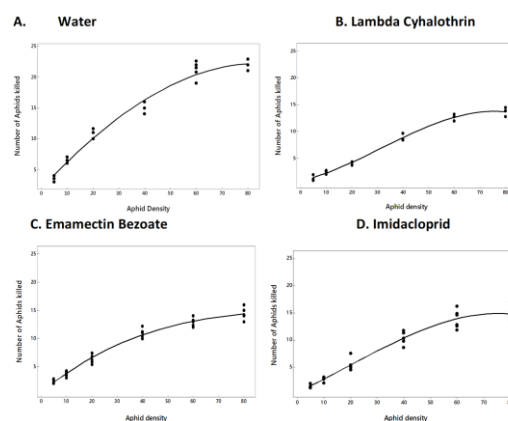 A. Water
Number of Aphids killed
25
20
15
10
5
0 10 20 30 40 50 60 70 80
Aphid Density
B. Lambda Cyhalothrin
Number of Aphids killed
25
20
15
10
5
0 10 20 30 40 50 60 70 80
Aphid density
C. Emamectin Bezoate
Number of Aphids killed
25
20
15
10
5
0 10 20 30 40 50 60 70 80
Aphid density
D. Imidacloprid
Number of Aphids killed
25
20
15
10
5
0 10 20 30 40 50 60 70 80
Aphid density